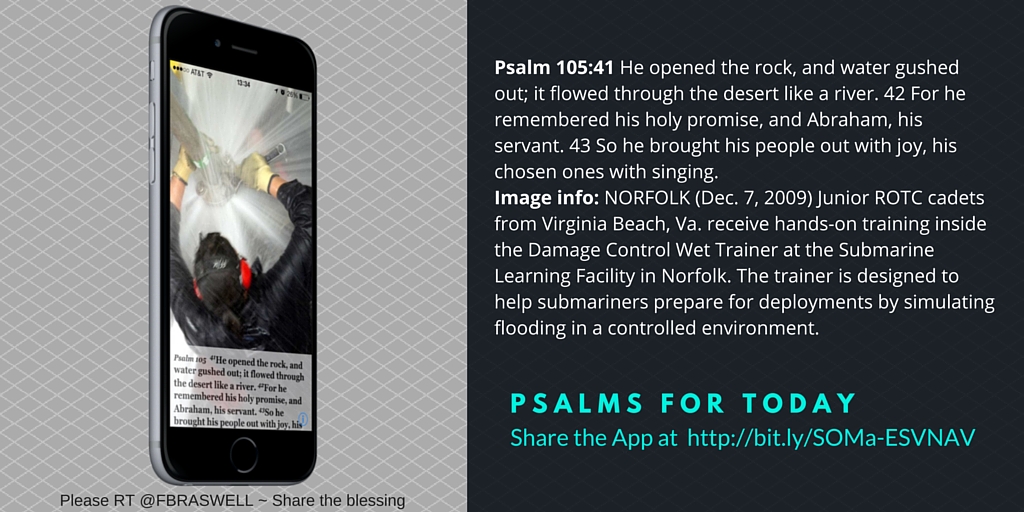 ●●●○○ AT&T
13:34
26%
Psalm 105 ⁴¹He opened the rock, and
water gushed out; it flowed through
the desert like a river. ⁴²For he
remembered his holy promise, and
Abraham, his servant. ⁴³So he
brought his people out with joy, his
Please RT @FBRASWELL ~ Share the blessing
Psalm 105:41 He opened the rock, and water gushed
out; it flowed through the desert like a river. 42 For he
remembered his holy promise, and Abraham, his
servant. 43 So he brought his people out with joy, his
chosen ones with singing.
Image info: NORFOLK (Dec. 7, 2009) Junior ROTC cadets
from Virginia Beach, Va. receive hands-on training inside
the Damage Control Wet Trainer at the Submarine
Learning Facility in Norfolk. The trainer is designed to
help submariners prepare for deployments by simulating
flooding in a controlled environment.
PSALMS FOR TODAY
Share the App at http://bit.ly/SOMa-ESVNAV